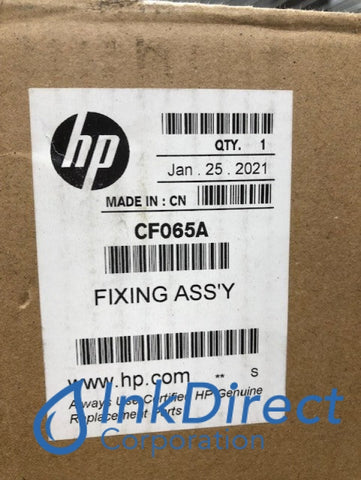 hp
QTY. 1
Jan . 25 . 2021
MADE IN : CN
CF065A
FIXING ASS'Y
www.hp.com ** S
Always Use Certified HP Genuine
Replacement Parts
InkDirect
Corporation